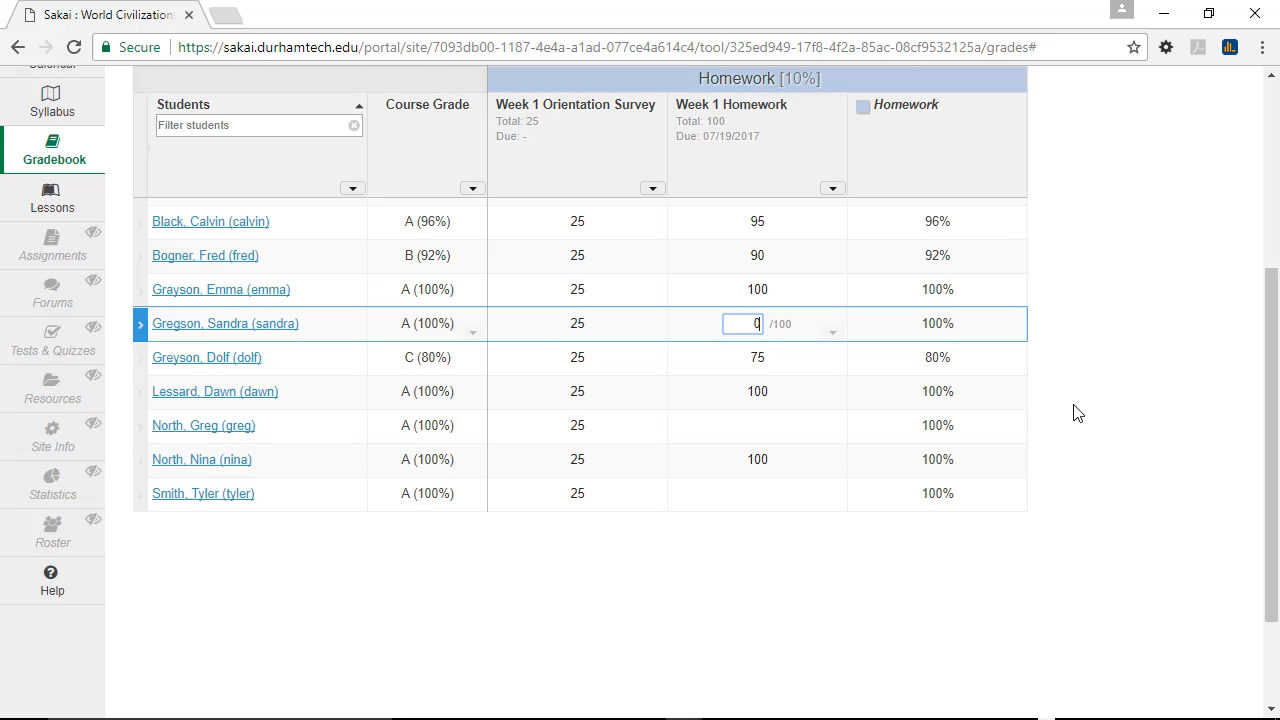 Sakai : World Civilization
Secure https://sakai.durhamtech.edu/portal/site/7093db00-1187-4e4a-a1ad-077ce4a614c4/tool/325ed949-17f8-4f2a-85ac-08cf9532125a/grades#
Calendar
Syllabus
Gradebook
Lessons
Assignments
Forums
Tests & Quizzes
Resources
Site Info
Statistics
Roster
Help
Homework [10%]
Students Course Grade Week 1 Orientation Survey Week 1 Homework Homework
Filter students Total: 25 Total: 100
Due: - Due: 07/19/2017
Black, Calvin (calvin) A (96%) 25 95 96%
Bogner, Fred (fred) B (92%) 25 90 92%
Grayson, Emma (emma) A (100%) 25 100 100%
Gregson, Sandra (sandra) A (100%) 25 0 /100 100%
Greyson, Dolf (dolf) C (80%) 25 75 80%
Lessard, Dawn (dawn) A (100%) 25 100 100%
North, Greg (greg) A (100%) 25 100%
North, Nina (nina) A (100%) 25 100 100%
Smith, Tyler (tyler) A (100%) 25 100%